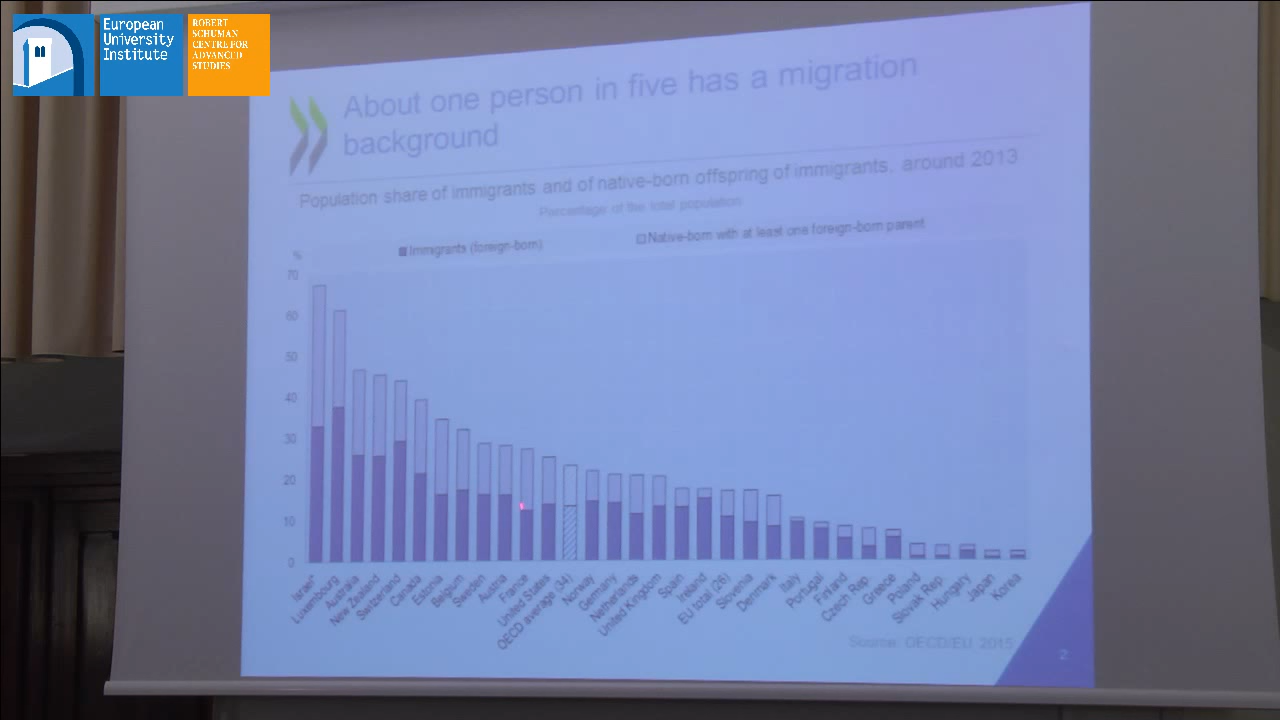 European
University
Institute
ROBERT
SCHUMAN
CENTRE FOR
ADVANCED
STUDIES
About one person in five has a migration
background
Population share of immigrants and of native-born offspring of immigrants, around 2013
Percentage of the total population
Immigrants (foreign-born)
Native-born with at least one foreign-born parent
%
70
60
50
40
30
20
10
0
Israel*
Luxembourg
Australia
New Zealand
Switzerland
Canada
Estonia
Belgium
Sweden
Austria
France
United States
OECD average (34)
Norway
Germany
Netherlands
United Kingdom
Spain
Ireland
EU total (28)
Slovenia
Denmark
Italy
Portugal
Finland
Czech Rep.
Greece
Poland
Slovak Rep.
Hungary
Japan
Korea
Source: OECD/EU 2015
2